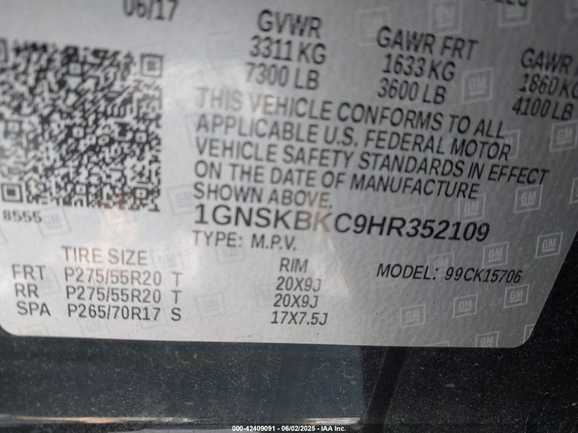 06/17
GVWR GAWR FRT GAWR
3311 KG 1633 KG 1860 KG
7300 LB 3600 LB 4100 LB
THIS VEHICLE CONFORMS TO ALL
APPLICABLE U.S. FEDERAL MOTOR
VEHICLE SAFETY STANDARDS IN EFFECT
ON THE DATE OF MANUFACTURE
SHOWN ABOVE.
8555
1GNSKBKC9HR352109
TYPE: M.P.V. MODEL: 99CK15706
TIRE SIZE RIM
FRT P275/55R20 T 20X9J
RR P275/55R20 T 20X9J
SPA P265/70R17 S 17X7.5J
GM
000-42409091 - 06/02/2025 - IAA Inc.